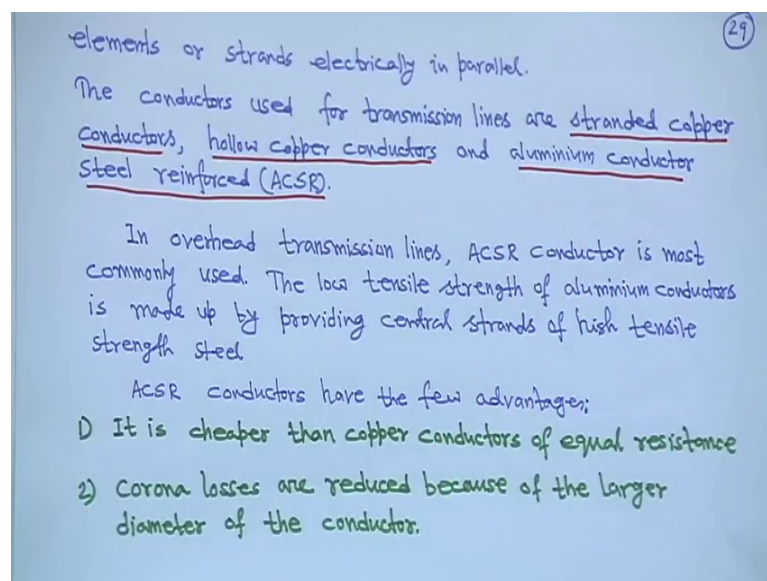 29
elements or strands electrically in parallel.
The conductors used for transmission lines are stranded copper
conductors, hollow copper conductors and aluminium conductor
steel reinforced (ACSR).
In overhead transmission lines, ACSR conductor is most
commonly used. The low tensile strength of aluminium conductors
is made up by providing central strands of high tensile
strength steel
ACSR conductors have the few advantages;
1) It is cheaper than copper conductors of equal resistance
2) Corona losses are reduced because of the larger
diameter of the conductor.